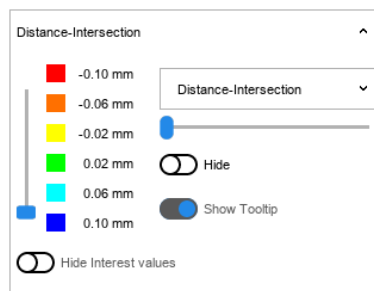 Distance-Intersection
-0.10 mm
-0.06 mm
-0.02 mm
0.02 mm
0.06 mm
0.10 mm
Distance-Intersection
Hide
Show Tooltip
Hide Interest values